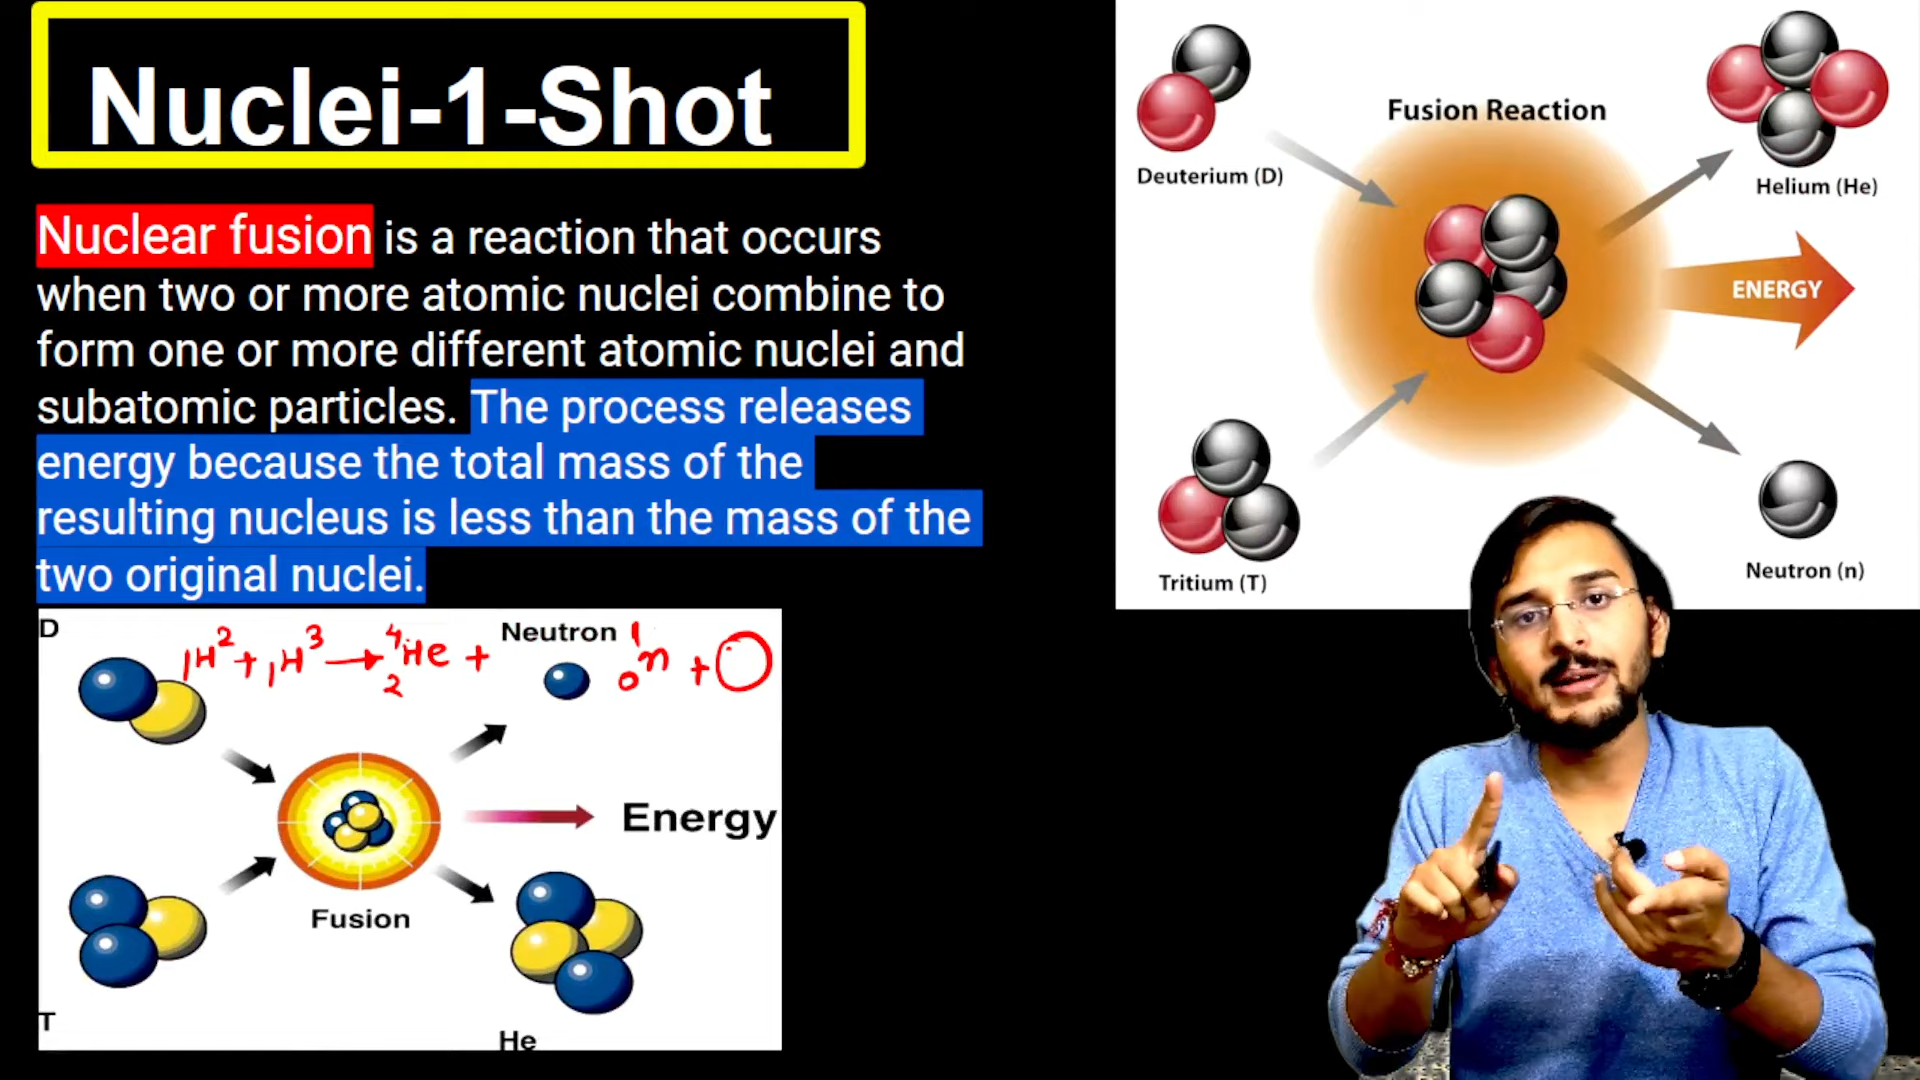 Nuclei-1-Shot
Nuclear fusion is a reaction that occurs
when two or more atomic nuclei combine to
form one or more different atomic nuclei and
subatomic particles. The process releases
energy because the total mass of the
resulting nucleus is less than the mass of the
two original nuclei.
D
₁H² + ₁H³ → ⁴₂He +
Neutron
¹₀n + ◯
Energy
Fusion
T
He
Fusion Reaction
Deuterium (D)
Helium (He)
ENERGY
Tritium (T)
Neutron (n)